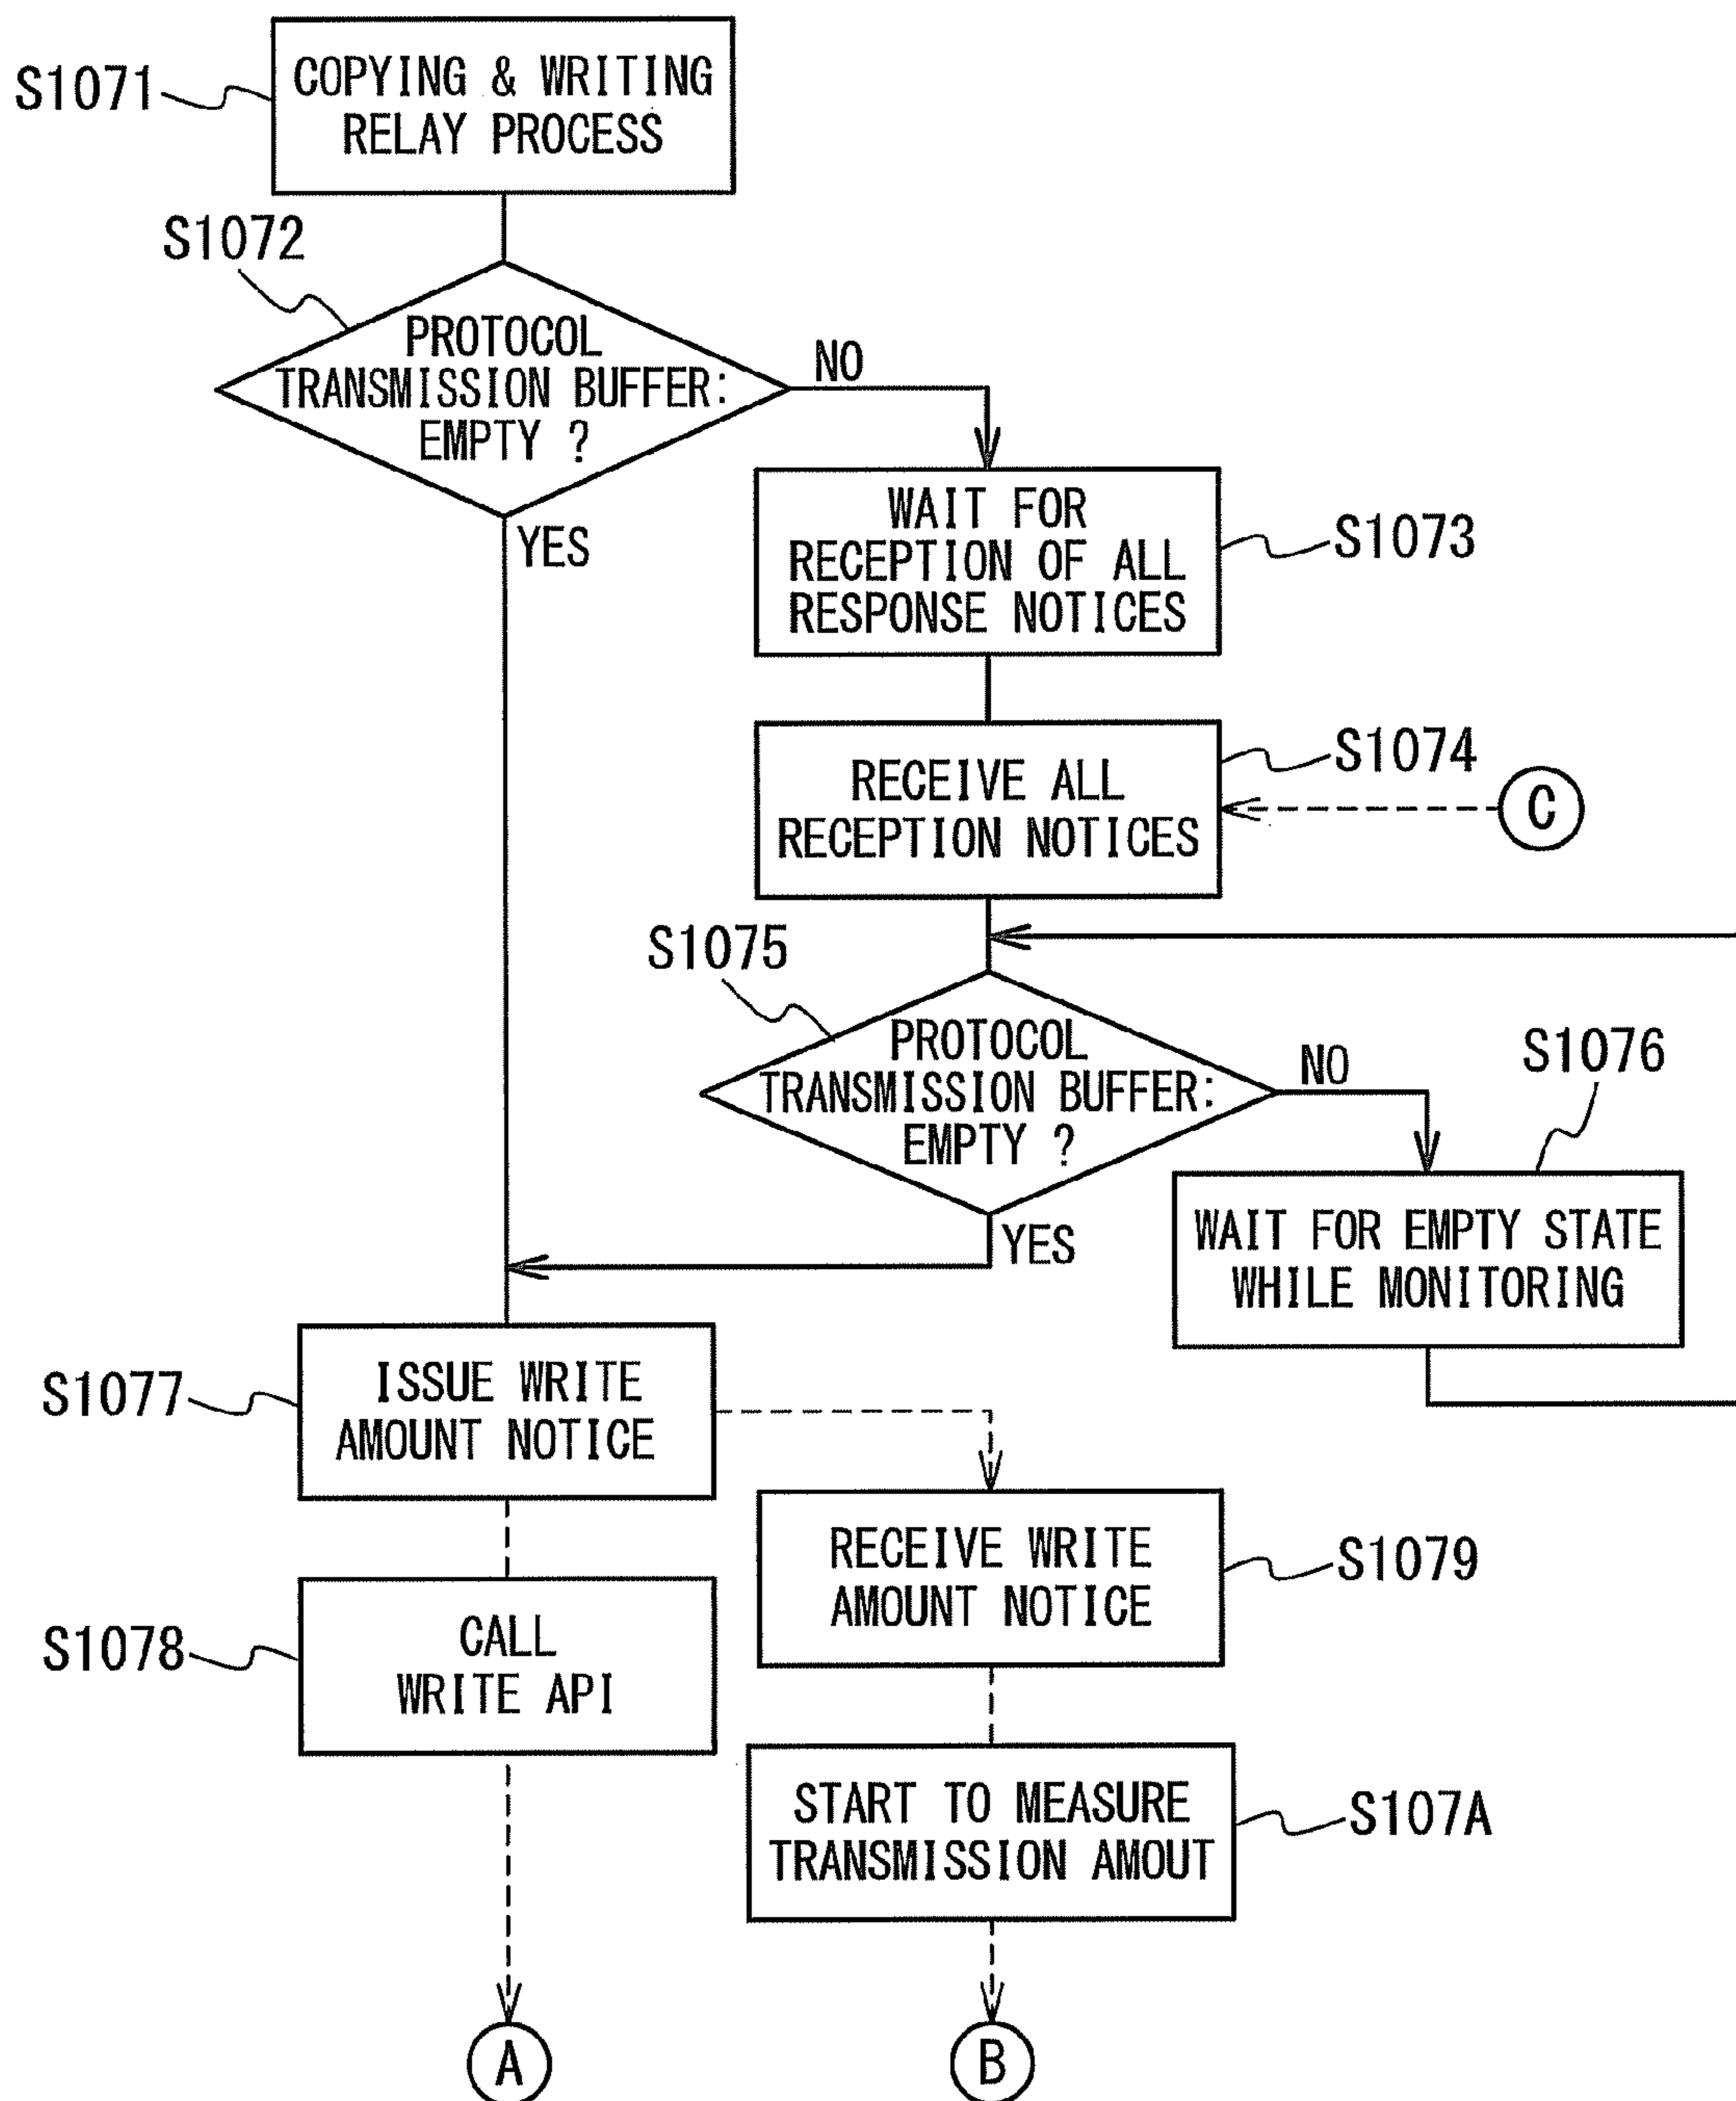 S1071
COPYING & WRITING
RELAY PROCESS
S1072
PROTOCOL
TRANSMISSION BUFFER:
EMPTY ?
NO
YES
WAIT FOR
RECEPTION OF ALL
RESPONSE NOTICES
S1073
RECEIVE ALL
RECEPTION NOTICES
S1074
C
S1075
PROTOCOL
TRANSMISSION BUFFER:
EMPTY ?
NO
YES
S1076
WAIT FOR EMPTY STATE
WHILE MONITORING
S1077
ISSUE WRITE
AMOUNT NOTICE
S1078
CALL
WRITE API
RECEIVE WRITE
AMOUNT NOTICE
S1079
START TO MEASURE
TRANSMISSION AMOUT
S107A
A
B